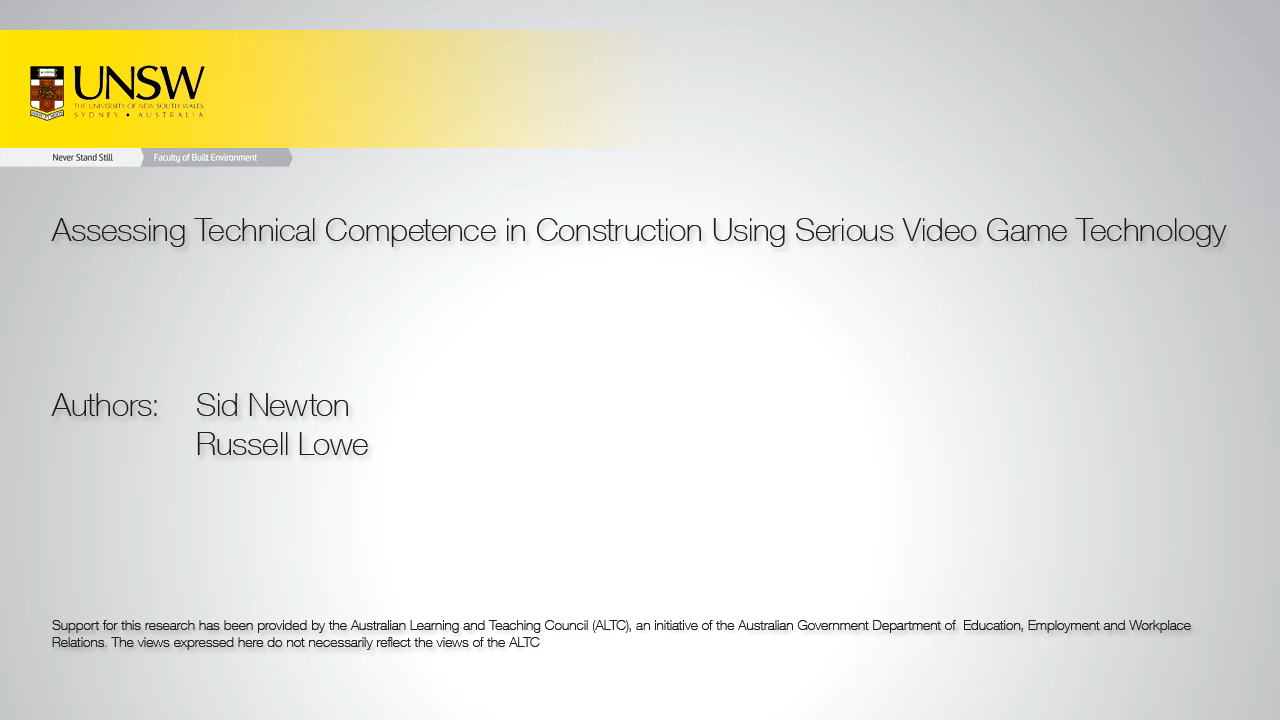 UNSW
THE UNIVERSITY OF NEW SOUTH WALES
SYDNEY • AUSTRALIA
Never Stand Still
Faculty of Built Environment
Assessing Technical Competence in Construction Using Serious Video Game Technology
Authors: Sid Newton
Russell Lowe
Support for this research has been provided by the Australian Learning and Teaching Council (ALTC), an initiative of the Australian Government Department of Education, Employment and Workplace
Relations. The views expressed here do not necessarily reflect the views of the ALTC